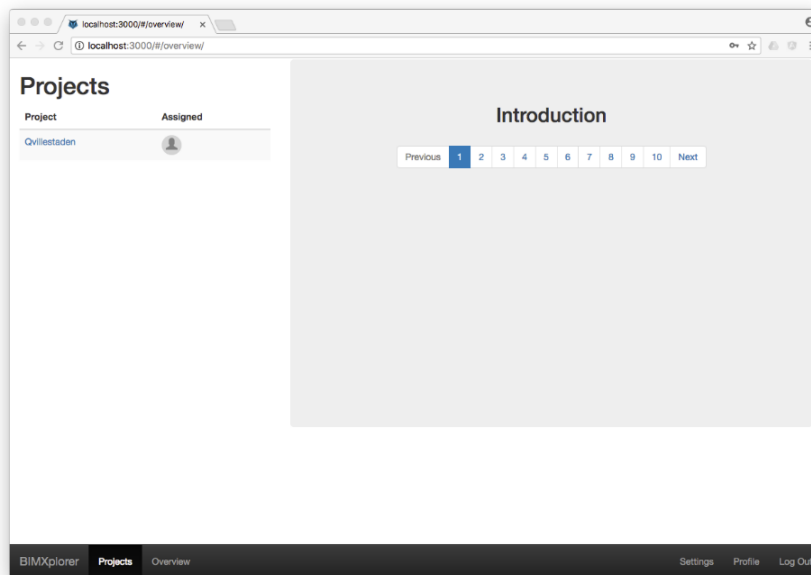 localhost:3000/#/overview/
localhost:3000/#/overview/
Projects
Project Assigned
Qvillestaden
Introduction
Previous 1 2 3 4 5 6 7 8 9 10 Next
BIMXplorer Projects Overview Settings Profile Log Out